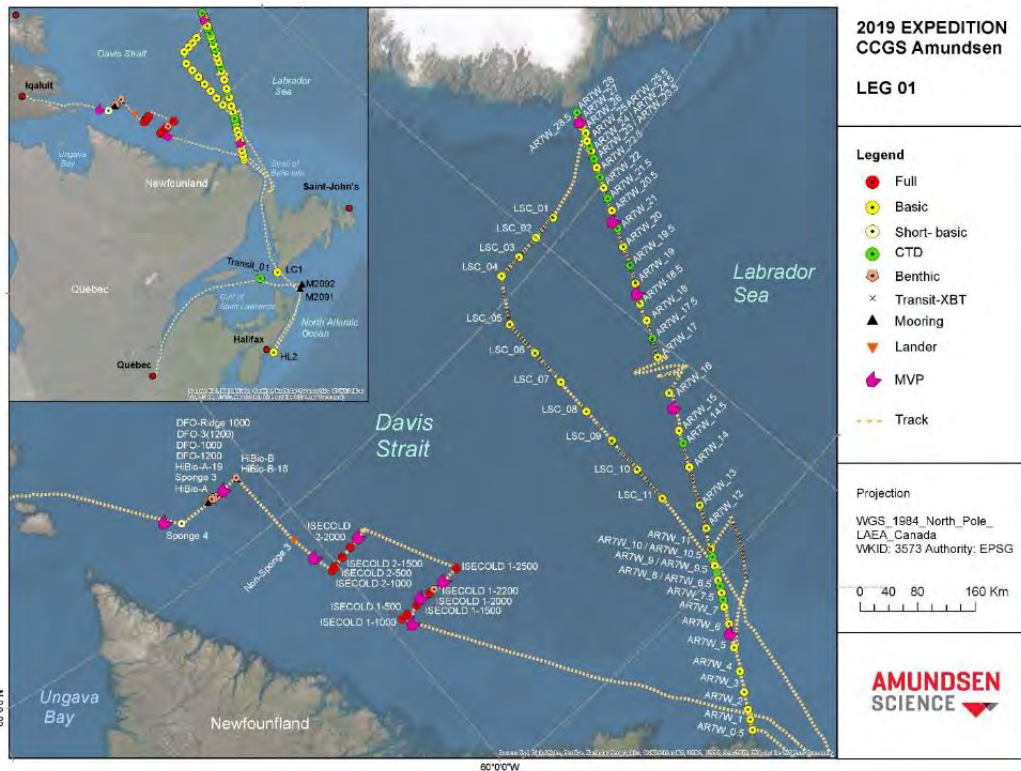 2019 EXPEDITION
CCGS Amundsen
LEG 01
Legend
Full
Basic
Short- basic
CTD
Benthic
Transit-XBT
Mooring
Lander
MVP
Track
Projection
WGS_1984_North_Pole_
LAEA_Canada
WKID: 3573 Authority: EPSG
0 40 80 160 Km
AMUNDSEN
SCIENCE
Davis Strait
Iqaluit
Labrador
Sea
Ungava
Bay
Strait of
Belle Isle
Newfounland
Saint-John's
Transit_01
LC1
M2092
M2091
Québec
Gulf of
Saint Lawrence
North Atlantic
Ocean
Halifax
HL2
Québec
AR7W_28.5
AR7W_28
AR7W_27
AR7W_22
AR7W_21.5
AR7W_20.5
AR7W_21
AR7W_20
AR7W_19.5
AR7W_19
AR7W-18.5
AR7W_18
AR7W_17.5
AR7W_17
AR7W_16
AR7W_15
AR7W_14.5
AR7W_14
AR7W_13
AR7W_12
AR7W_11
AR7W_10 / AR7W_10.5
AR7W_9 / AR7W_9.5
AR7W_8 / AR7W_8.5
AR7W_7.5
AR7W_7
AR7W_6
AR7W_5
AR7W_4
AR7W_3
AR7W_2
AR7W_1
AR7W_0.5
LSC_01
LSC_02
LSC_03
LSC_04
LSC_05
LSC_06
LSC_07
LSC_08
LSC_09
LSC_10
LSC_11
Labrador
Sea
Davis
Strait
DFO-Ridge 1000
DFO-3(1200)
DFO-1000
DFO-1200
HiBio-A-19
Sponge 3
HiBio-A
HiBio-B
HiBio-B-18
Sponge 4
Non-Sponge 3
ISECOLD
2-2000
ISECOLD 2-1500
ISECOLD 2-500
ISECOLD 2-1000
ISECOLD 1-2500
ISECOLD 1-2200
ISECOLD 1-2000
ISECOLD 1-1500
ISECOLD 1-500
ISECOLD 1-1000
Ungava
Bay
Newfounfland
60°0'0"W